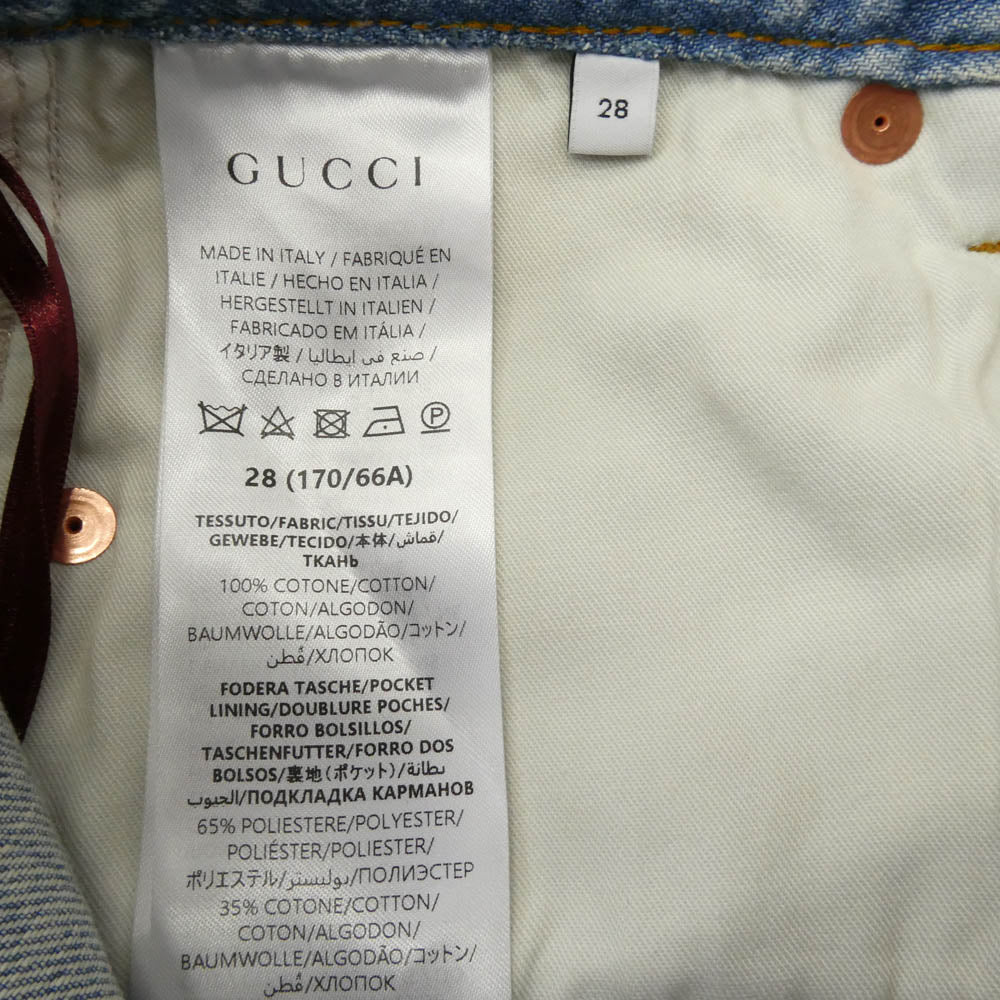 GUCCI
28
MADE IN ITALY / FABRIQUÉ EN
ITALIE / HECHO EN ITALIA /
HERGESTELLT IN ITALIEN /
FABRICADO EM ITÁLIA /
イタリア製 / صنع في ايطاليا /
СДЕЛАНО В ИТАЛИИ
P
28 (170/66A)
TESSUTO/FABRIC/TISSU/TEJIDO/
GEWEBE/TECIDO/本体/قماش/
ТКАНЬ
100% COTONE/COTTON/
COTON/ALGODON/
BAUMWOLLE/ALGODÃO/コットン/
قُطن/ХЛОПОК
FODERA TASCHE/POCKET
LINING/DOUBLURE POCHES/
FORRO BOLSILLOS/
TASCHENFUTTER/FORRO DOS
BOLSOS/裏地(ポケット)/بطانة
الجيوب/ПОДКЛАДКА КАРМАНОВ
65% POLIESTERE/POLYESTER/
POLIÉSTER/POLIESTER/
ポリエステル/بوليستر/ПОЛИЭСТЕР
35% COTONE/COTTON/
COTON/ALGODON/
BAUMWOLLE/ALGODÃO/コットン/
قُطن/ХЛОПОК